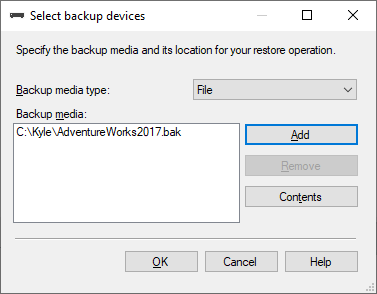 Select backup devices
Specify the backup media and its location for your restore operation.
Backup media type: File
Backup media:
C:\Kyle\AdventureWorks2017.bak
Add
Remove
Contents
OK Cancel Help